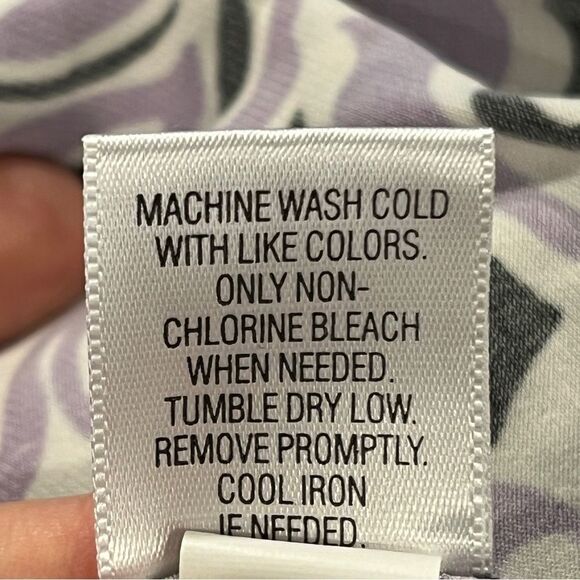 MACHINE WASH COLD
WITH LIKE COLORS.
ONLY NON-
CHLORINE BLEACH
WHEN NEEDED.
TUMBLE DRY LOW.
REMOVE PROMPTLY.
COOL IRON
IF NEEDED.